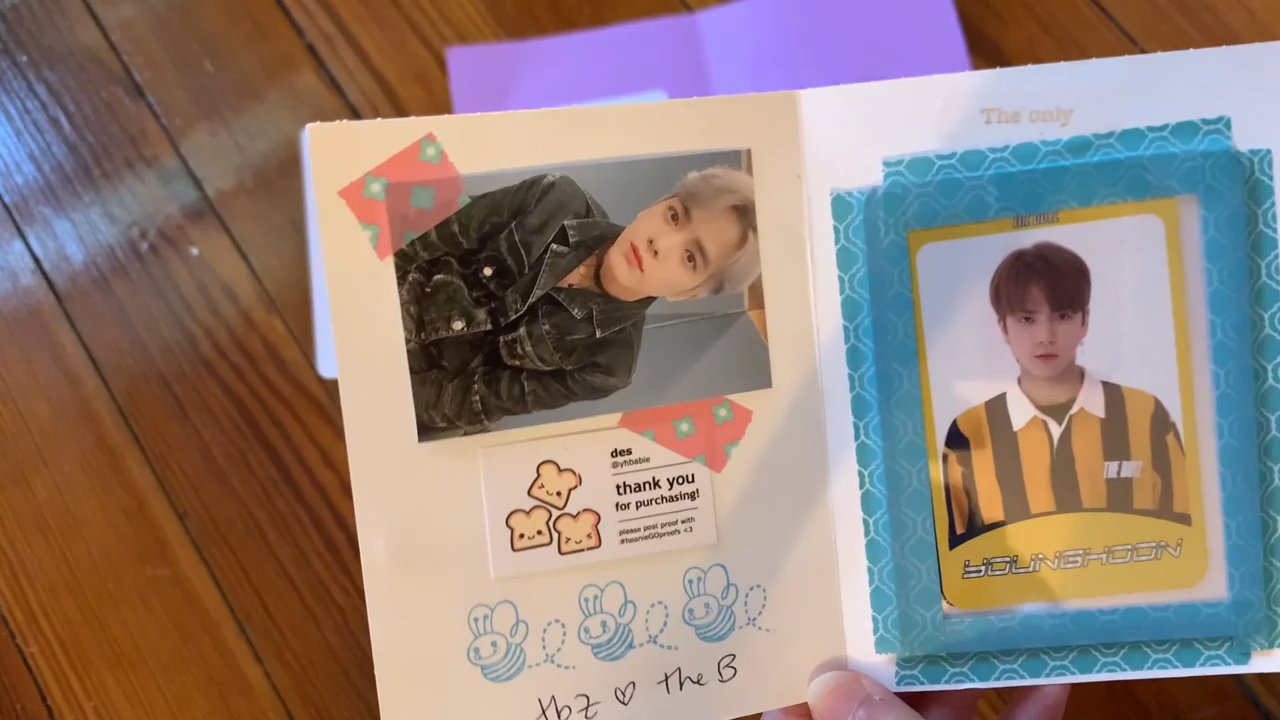 des
@yhbabie
thank you
for purchasing!
please post proof with
#hoonieGOproofs <3
tbz ♡ the B
The only
THE BOYZ
YOUNGHOON